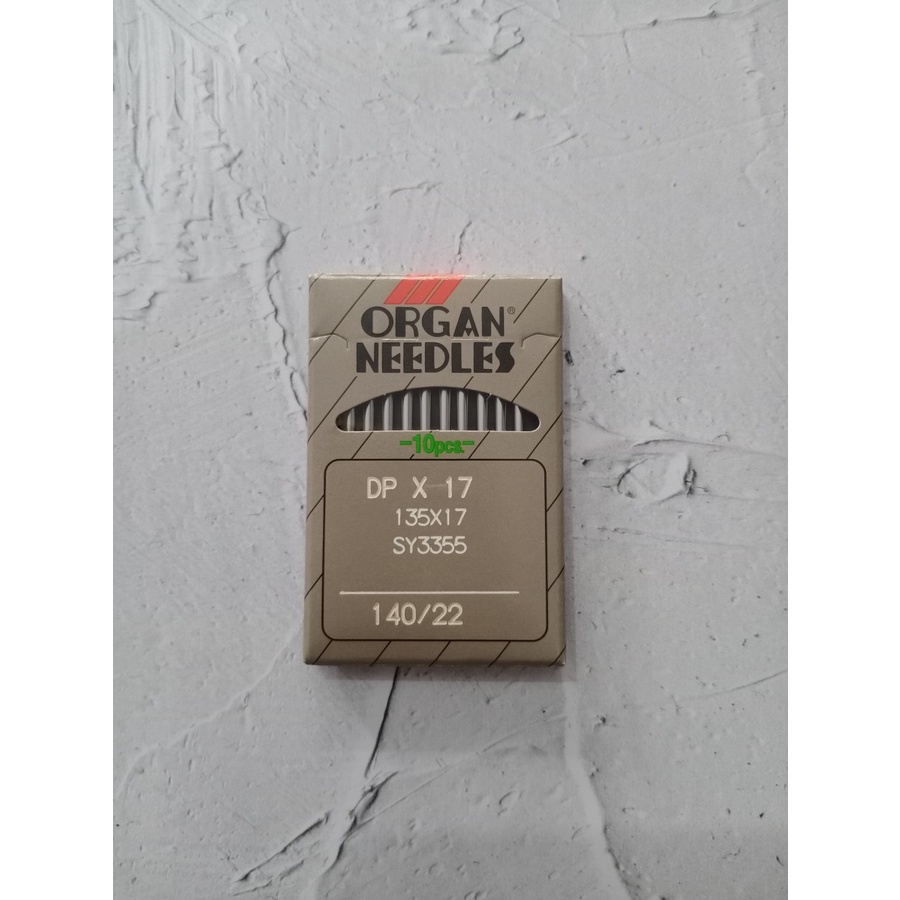 ORGAN®
NEEDLES
-10pcs-
DP X 17
135X17
SY3355
140/22